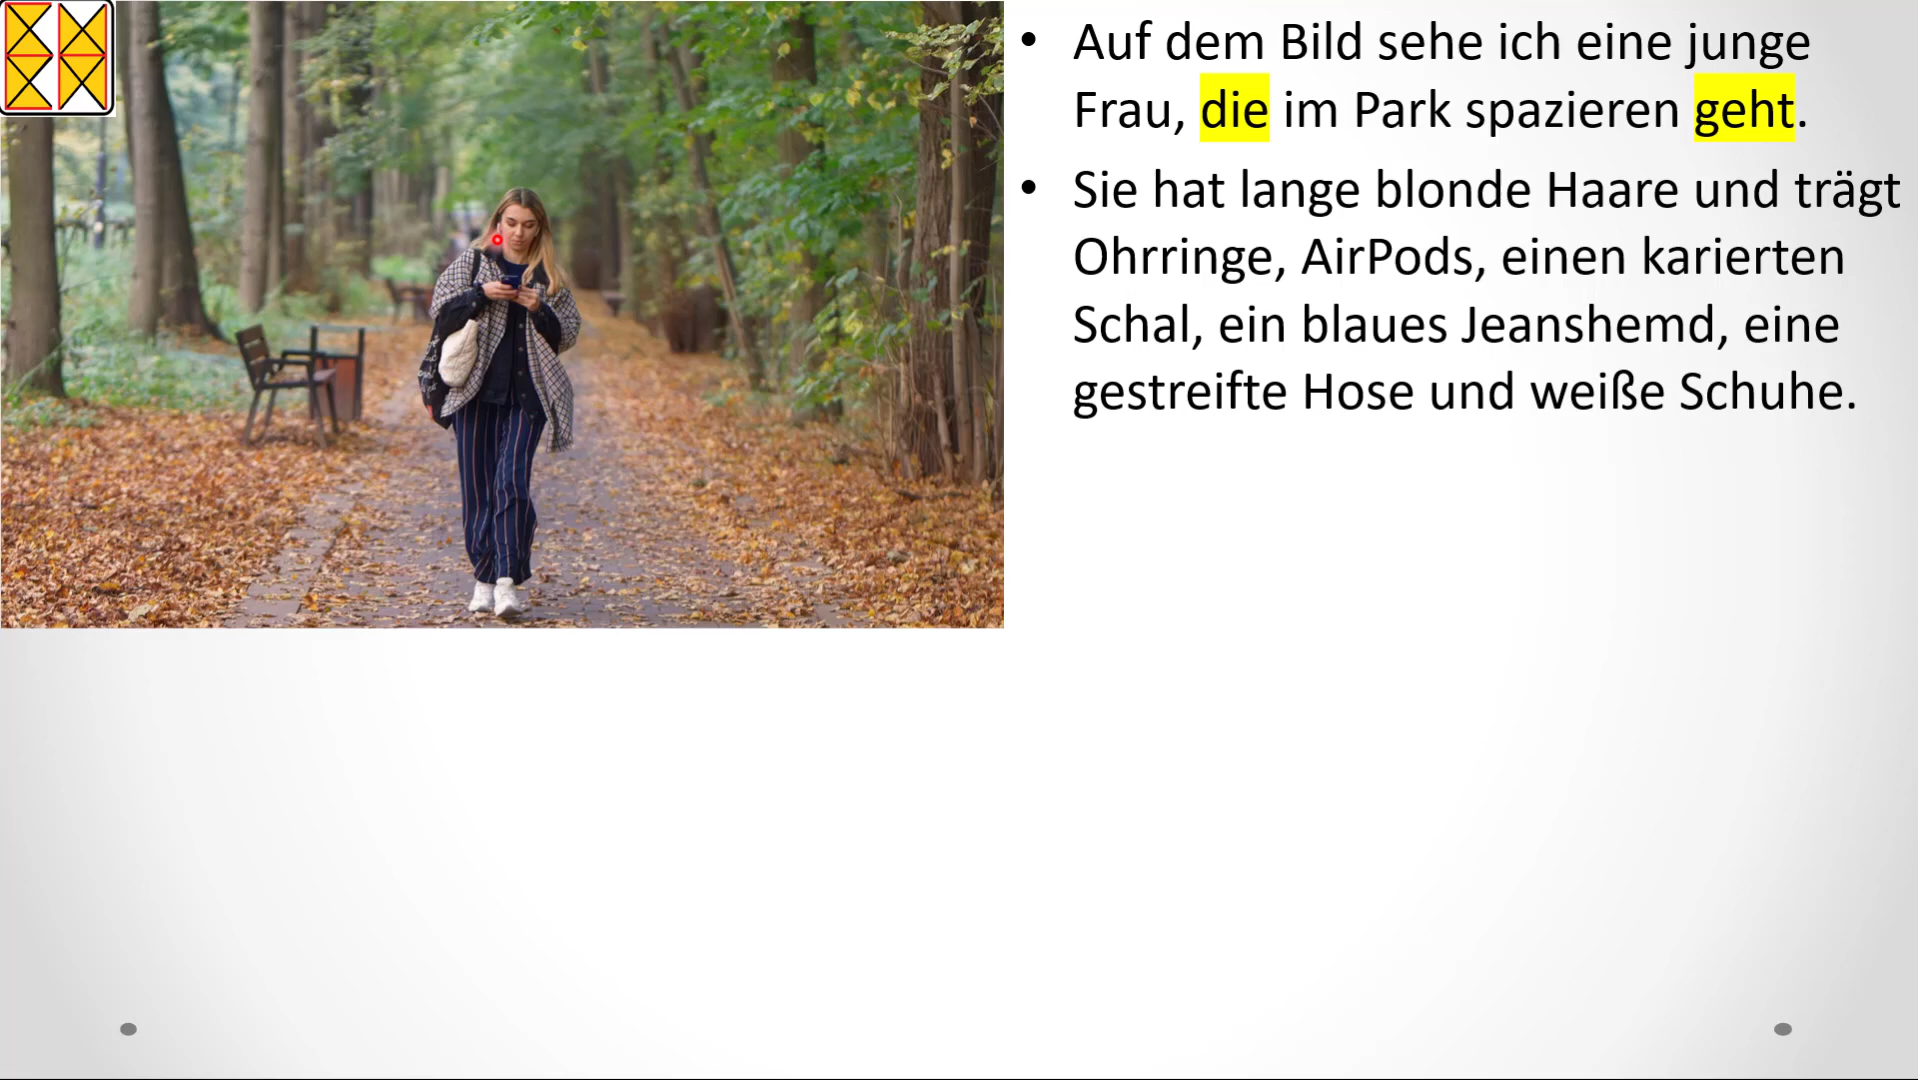 • Auf dem Bild sehe ich eine junge
Frau, die im Park spazieren geht.
• Sie hat lange blonde Haare und trägt
Ohrringe, AirPods, einen karierten
Schal, ein blaues Jeanshemd, eine
gestreifte Hose und weiße Schuhe.